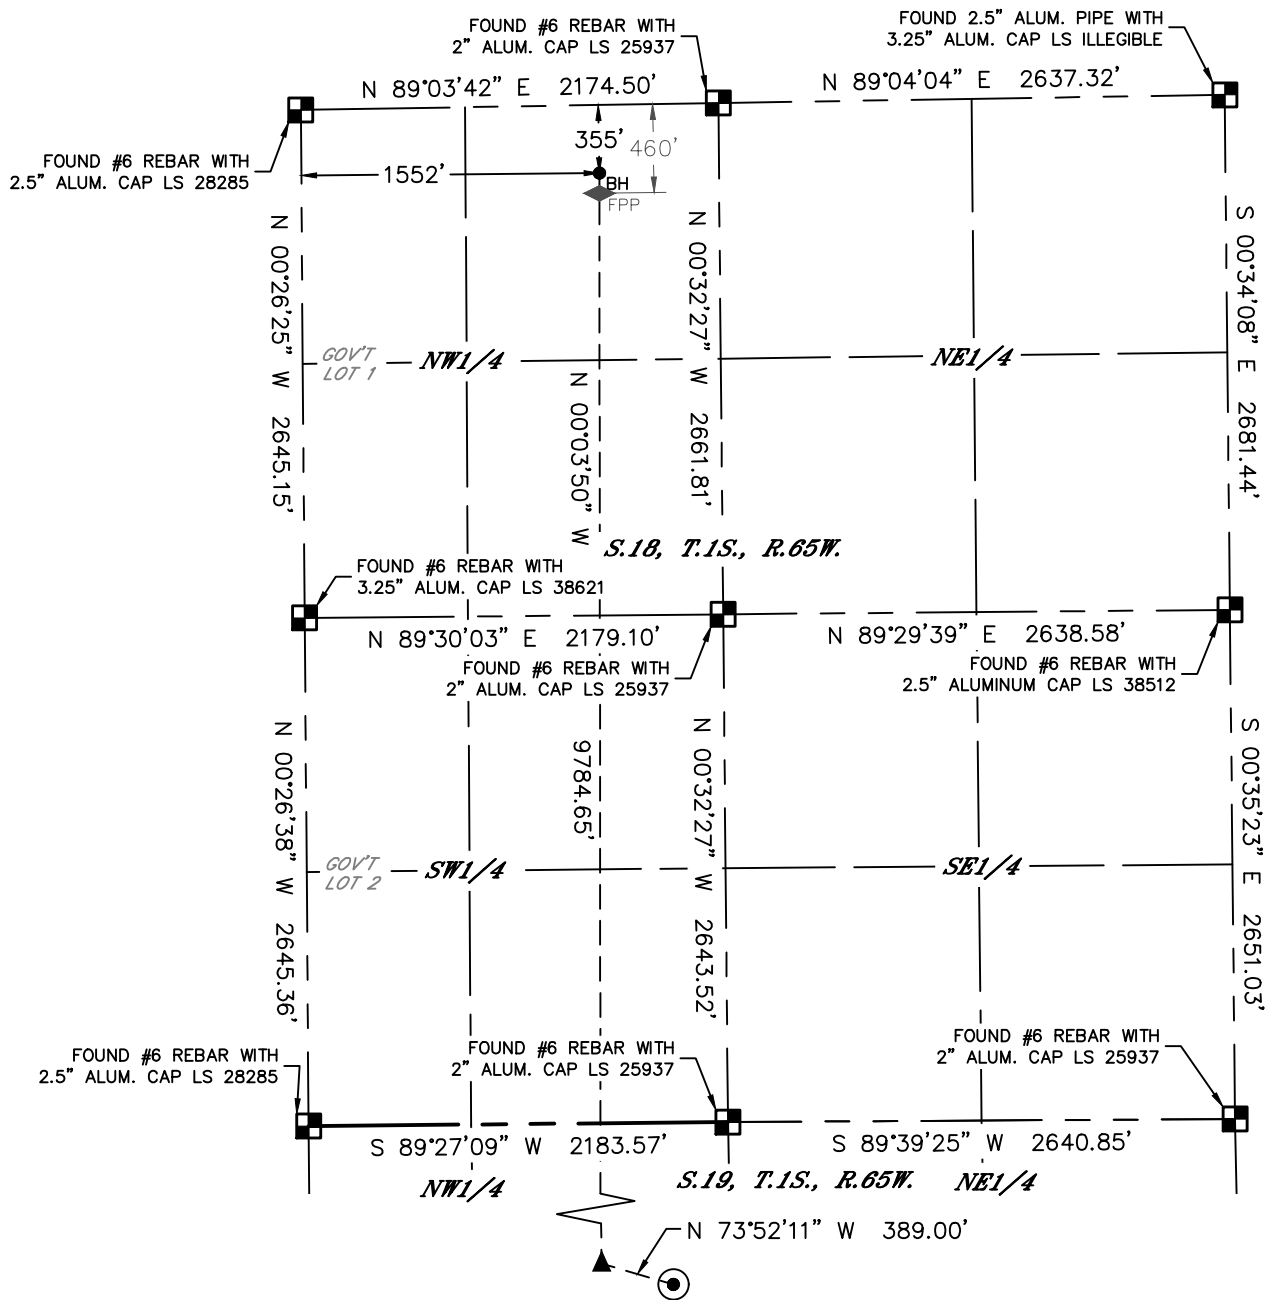 FOUND #6 REBAR WITH
2" ALUM. CAP LS 25937
FOUND 2.5" ALUM. PIPE WITH
3.25" ALUM. CAP LS ILLEGIBLE
N 89°03'42" E 2174.50'
N 89°04'04" E 2637.32'
355'
460'
FOUND #6 REBAR WITH
2.5" ALUM. CAP LS 28285
1552'
BH
FPP
N 00°26'25" W 2645.15'
N 00°32'27" W 2661.81'
S 00°34'08" E 2681.44'
GOV'T
LOT 1
NW1/4
NE1/4
N 00°03'50" W
S.18, T.1S., R.65W.
FOUND #6 REBAR WITH
3.25" ALUM. CAP LS 38621
N 89°30'03" E 2179.10'
N 89°29'39" E 2638.58'
FOUND #6 REBAR WITH
2" ALUM. CAP LS 25937
FOUND #6 REBAR WITH
2.5" ALUMINUM CAP LS 38512
N 00°26'38" W 2645.36'
9784.65'
N 00°32'27" W 2643.52'
S 00°35'23" E 2651.03'
GOV'T
LOT 2
SW1/4
SE1/4
FOUND #6 REBAR WITH
2.5" ALUM. CAP LS 28285
FOUND #6 REBAR WITH
2" ALUM. CAP LS 25937
FOUND #6 REBAR WITH
2" ALUM. CAP LS 25937
S 89°27'09" W 2183.57'
S 89°39'25" W 2640.85'
NW1/4
S.19, T.1S., R.65W.
NE1/4
N 73°52'11" W 389.00'